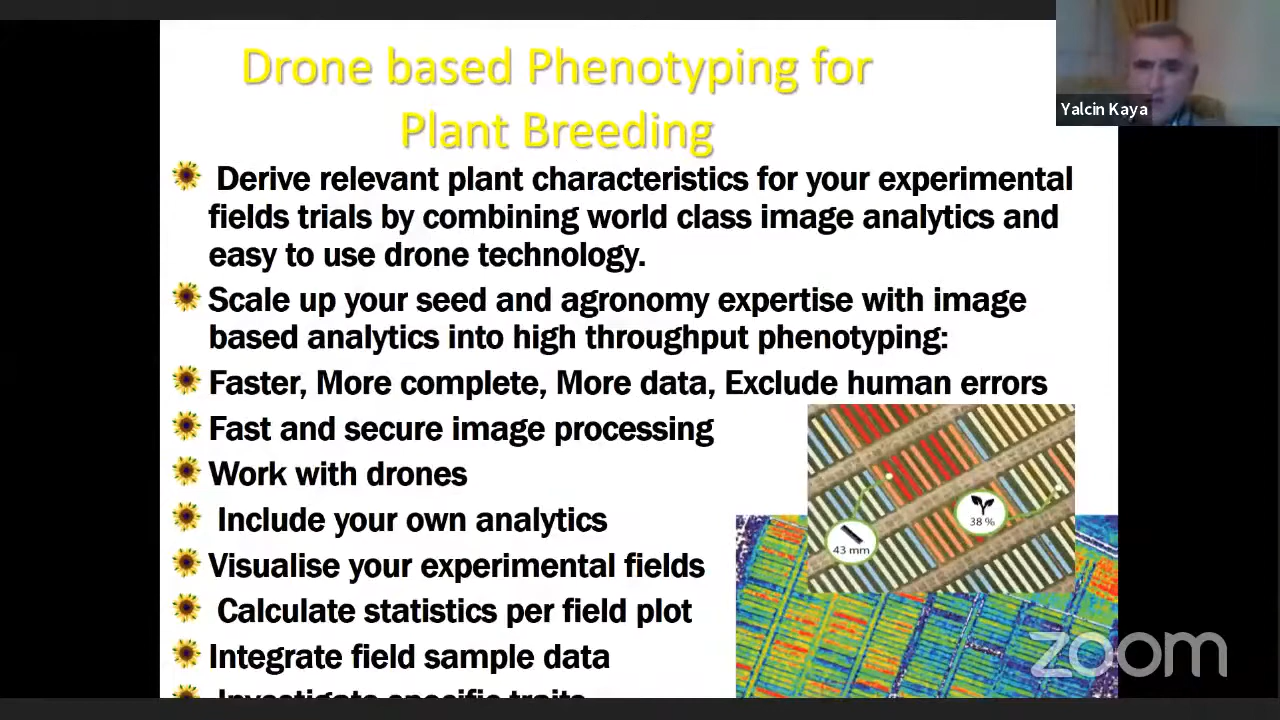 Drone based Phenotyping for
Plant Breeding
Yalcin Kaya
Derive relevant plant characteristics for your experimental
fields trials by combining world class image analytics and
easy to use drone technology.
Scale up your seed and agronomy expertise with image
based analytics into high throughput phenotyping:
Faster, More complete, More data, Exclude human errors
Fast and secure image processing
Work with drones
Include your own analytics
Visualise your experimental fields
Calculate statistics per field plot
Integrate field sample data
Investigate specific traits
43 mm
38 %
zoom